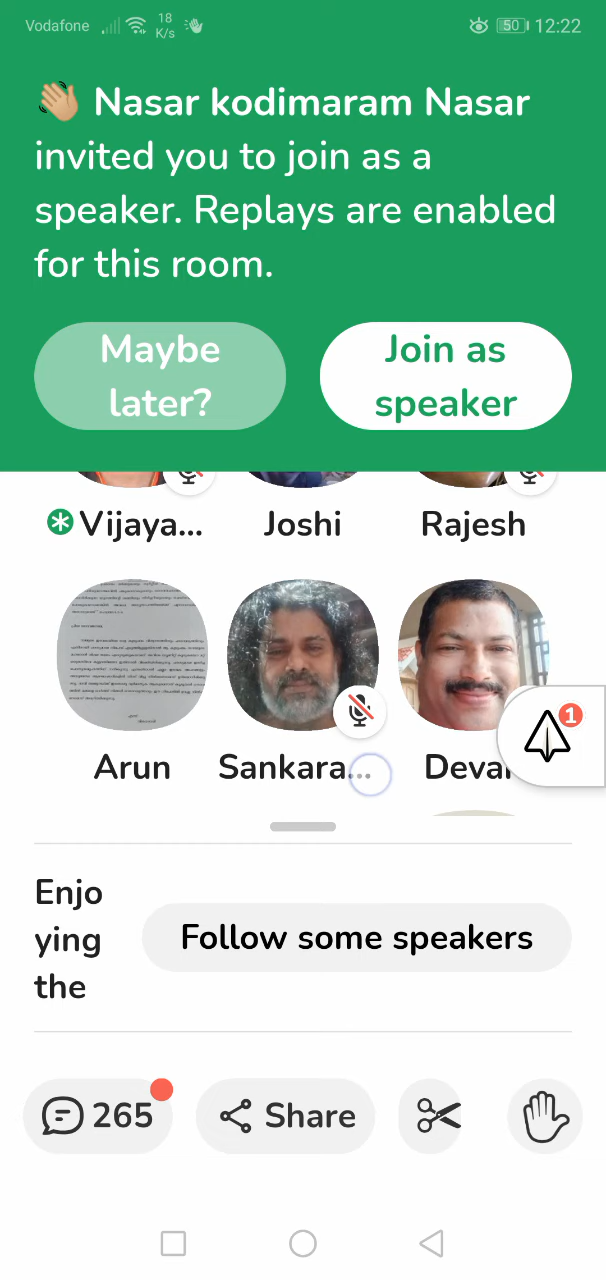 Vodafone 18 K/s 50 12:22
👋🏼 Nasar kodimaram Nasar
invited you to join as a
speaker. Replays are enabled
for this room.
Maybe
later?
Join as
speaker
Vijaya... Joshi Rajesh
Arun Sankara... Devar
1
Enjo
ying
the
Follow some speakers
265 Share